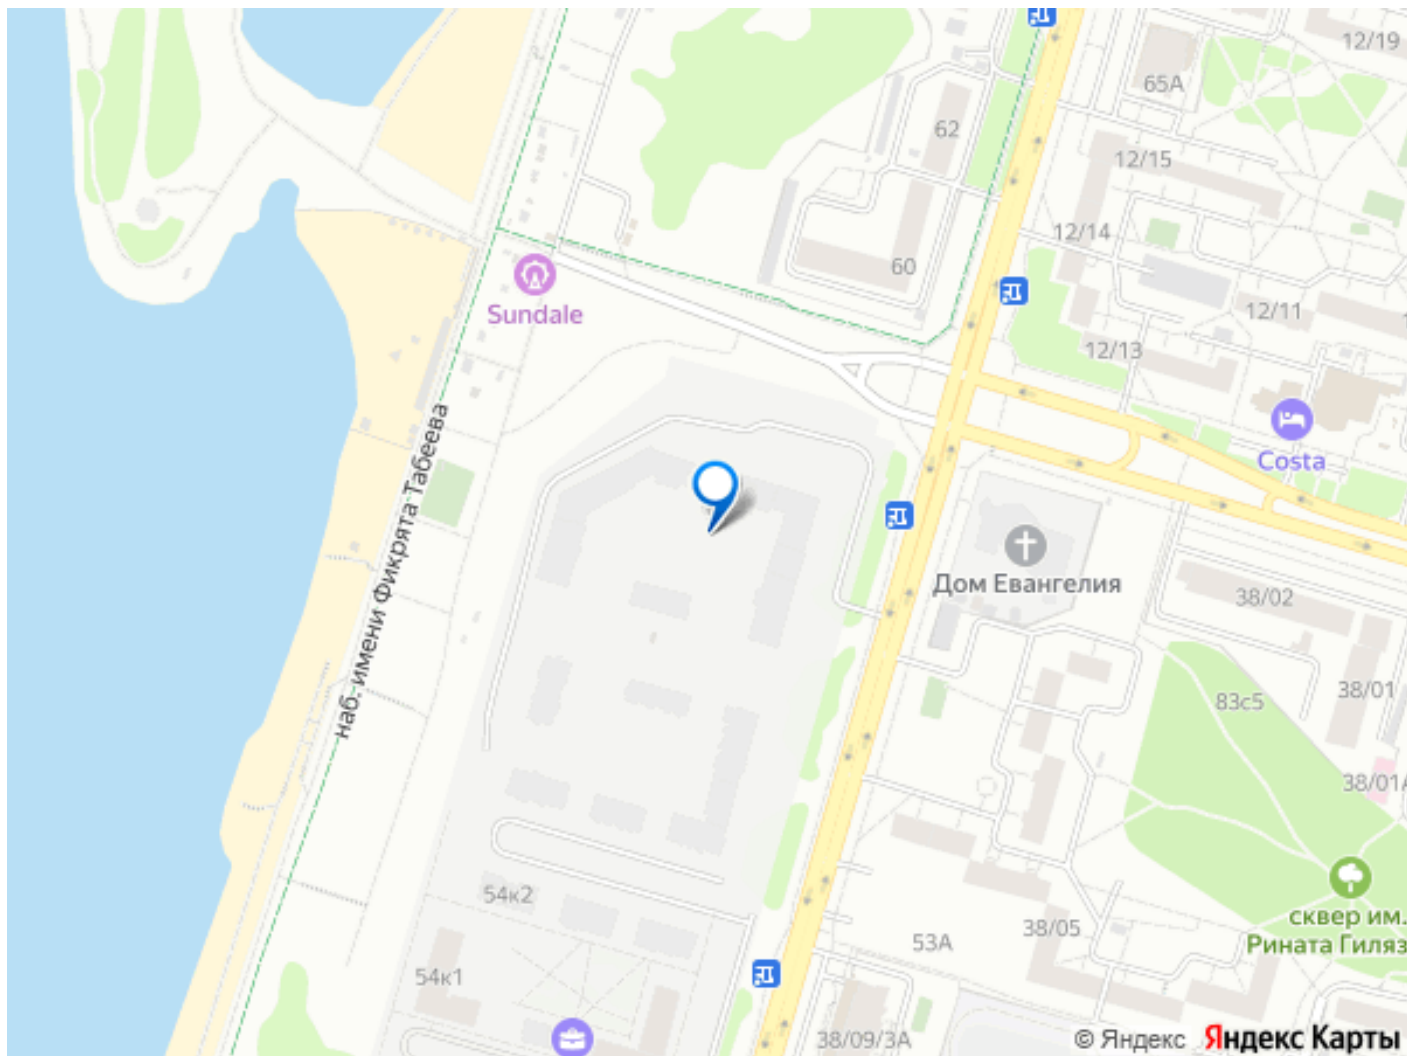 12/19
65А
62
12/15
12/14
60
12/11
Sundale
12/13
наб. имени Фикрята Табеева
Costa
Дом Евангелия
38/02
38/01
83с5
38/01А
54к2
сквер им.
Рината Гиляз
38/05
53А
54к1
38/09/3А
© Яндекс Яндекс Карты